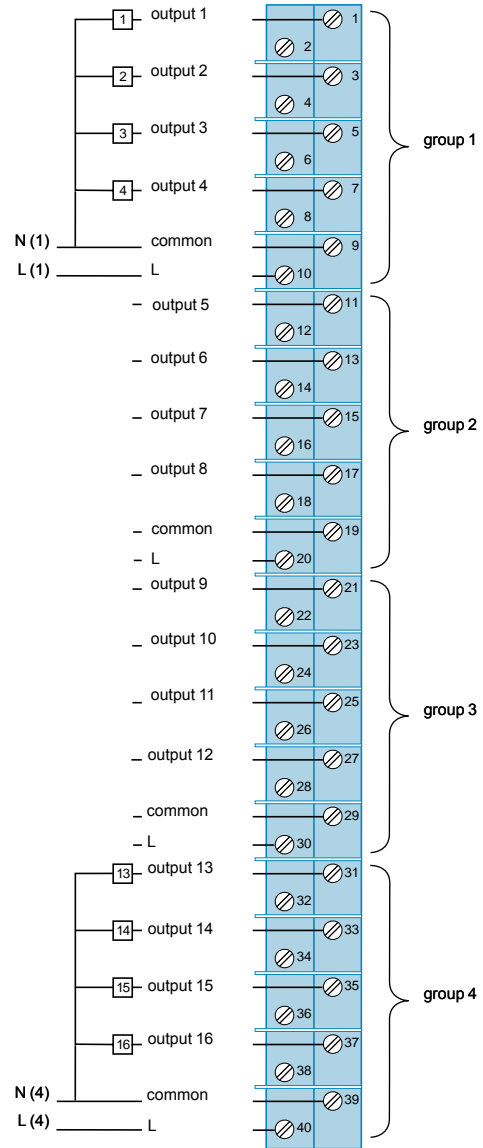 1 output 1 1
2
2 output 2 3
4
3 output 3 5
group 1
6
4 output 4 7
8
N (1) common 9
L (1) L 10
output 5 11
12
output 6 13
14
output 7 15
group 2
16
output 8 17
18
common 19
L 20
output 9 21
22
output 10 23
24
output 11 25
group 3
26
output 12 27
28
common 29
L 30
13 output 13 31
32
14 output 14 33
34
15 output 15 35
group 4
36
16 output 16 37
38
N (4) common 39
L (4) L 40